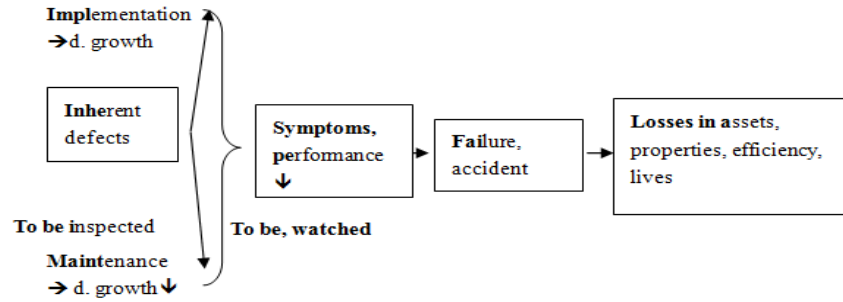 Implementation
→d. growth
Inherent
defects
Symptoms,
performance
↓
Failure,
accident
Losses in assets,
properties, efficiency,
lives
To be inspected
To be, watched
Maintenance
→ d. growth↓